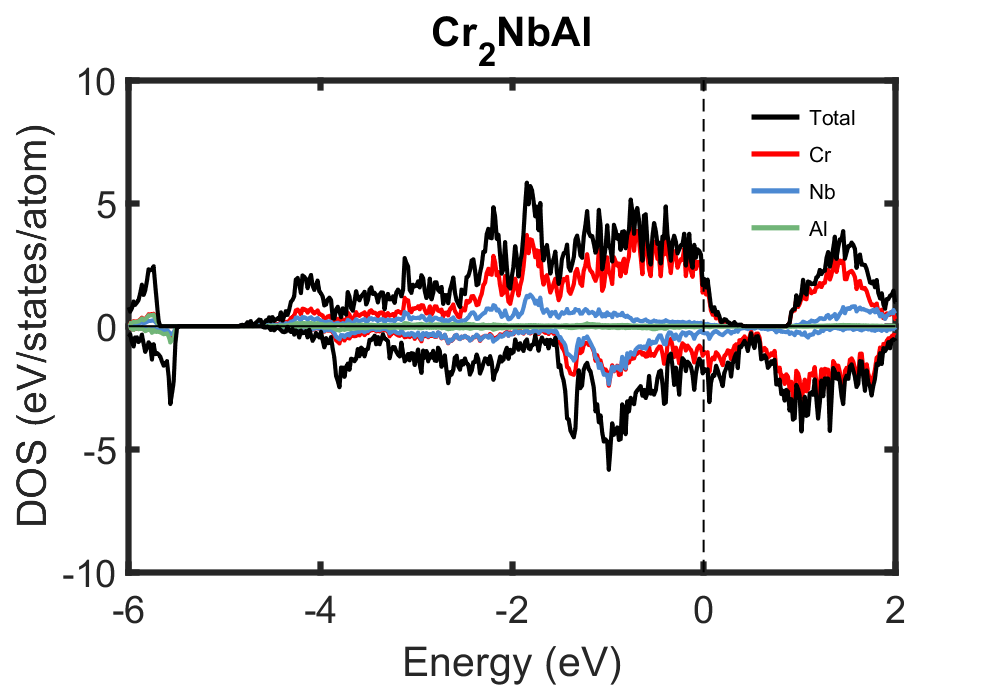 Cr2NbAl
10
5
0
-5
-10
DOS (eV/states/atom)
Total
Cr
Nb
Al
-6 -4 -2 0 2
Energy (eV)